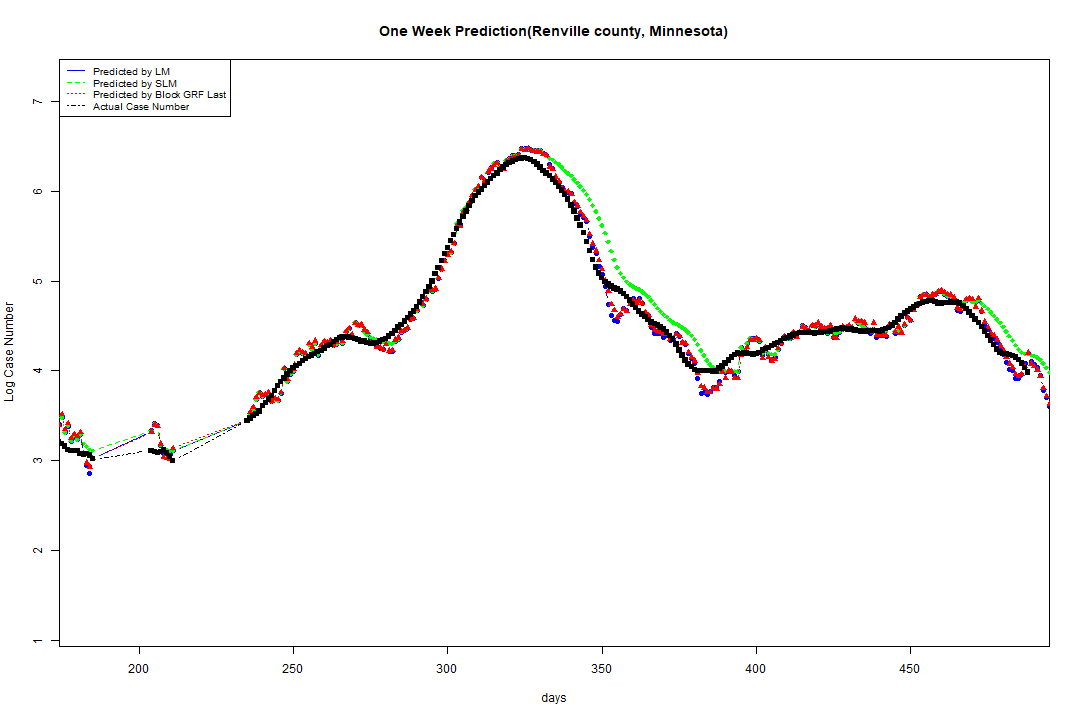 One Week Prediction(Renville county, Minnesota)
Predicted by LM
Predicted by SLM
Predicted by Block GRF Last
Actual Case Number
7
6
5
4
3
2
1
Log Case Number
200 250 300 350 400 450
days